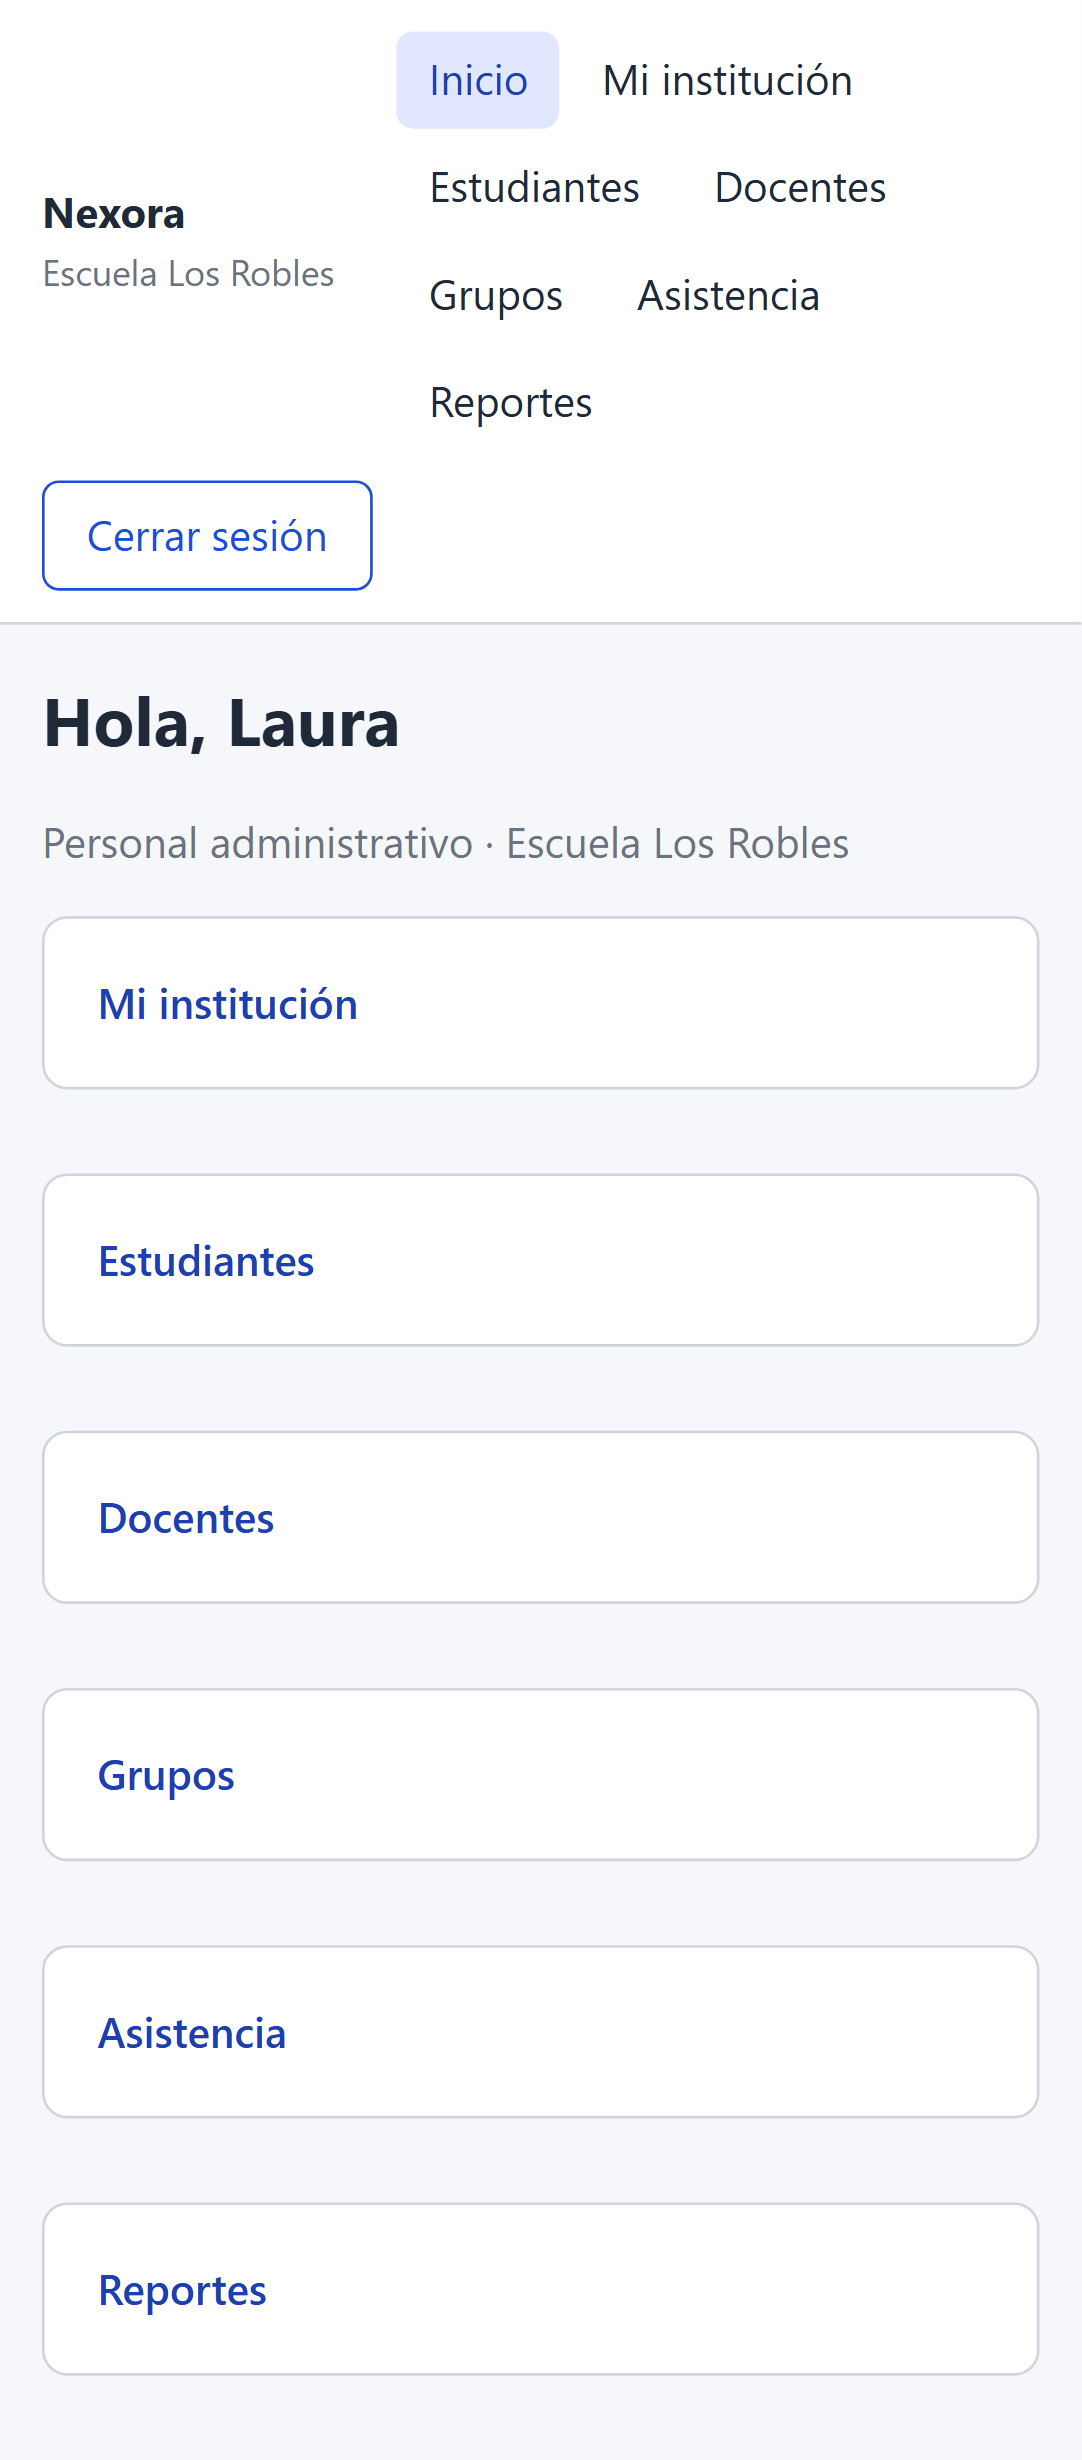 Inicio Mi institución
Estudiantes Docentes
Nexora
Escuela Los Robles
Grupos Asistencia
Reportes
Cerrar sesión
Hola, Laura
Personal administrativo · Escuela Los Robles
Mi institución
Estudiantes
Docentes
Grupos
Asistencia
Reportes